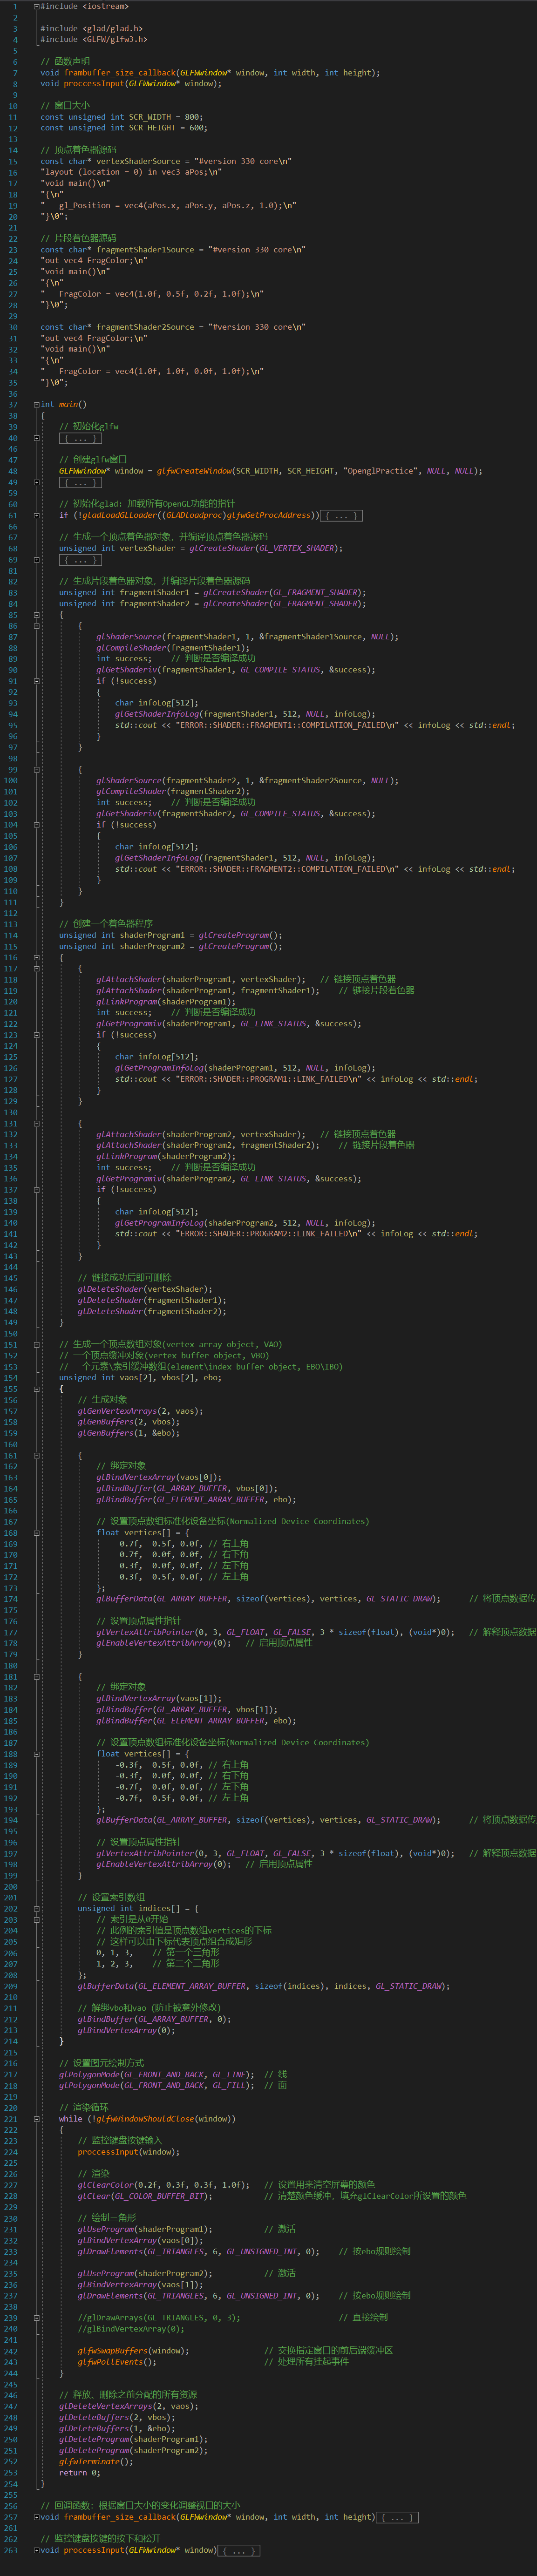 1 #include <iostream>
2
3 #include <glad/glad.h>
4 #include <GLFW/glfw3.h>
5
6 // 函数声明
7 void frambuffer_size_callback(GLFWwindow* window, int width, int height);
8 void proccessInput(GLFWwindow* window);
9
10 // 窗口大小
11 const unsigned int SCR_WIDTH = 800;
12 const unsigned int SCR_HEIGHT = 600;
13
14 // 顶点着色器源码
15 const char* vertexShaderSource = "#version 330 core\n"
16 "layout (location = 0) in vec3 aPos;\n"
17 "void main()\n"
18 "{\n"
19 "   gl_Position = vec4(aPos.x, aPos.y, aPos.z, 1.0);\n"
20 "}\0";
21
22 // 片段着色器源码
23 const char* fragmentShader1Source = "#version 330 core\n"
24 "out vec4 FragColor;\n"
25 "void main()\n"
26 "{\n"
27 "   FragColor = vec4(1.0f, 0.5f, 0.2f, 1.0f);\n"
28 "}\0";
29
30 const char* fragmentShader2Source = "#version 330 core\n"
31 "out vec4 FragColor;\n"
32 "void main()\n"
33 "{\n"
34 "   FragColor = vec4(1.0f, 1.0f, 0.0f, 1.0f);\n"
35 "}\0";
36
37 int main()
38 {
39 // 初始化glfw
40 { ... }
46
47 // 创建glfw窗口
48 GLFWwindow* window = glfwCreateWindow(SCR_WIDTH, SCR_HEIGHT, "OpenglPractice", NULL, NULL);
49 { ... }
59
60 // 初始化glad: 加载所有OpenGL功能的指针
61 if (!gladLoadGLLoader((GLADloadproc)glfwGetProcAddress)) { ... }
66
67 // 生成一个顶点着色器对象, 并编译顶点着色器源码
68 unsigned int vertexShader = glCreateShader(GL_VERTEX_SHADER);
69 { ... }
81
82 // 生成片段着色器对象, 并编译片段着色器源码
83 unsigned int fragmentShader1 = glCreateShader(GL_FRAGMENT_SHADER);
84 unsigned int fragmentShader2 = glCreateShader(GL_FRAGMENT_SHADER);
85 {
86 {
87 glShaderSource(fragmentShader1, 1, &fragmentShader1Source, NULL);
88 glCompileShader(fragmentShader1);
89 int success;    // 判断是否编译成功
90 glGetShaderiv(fragmentShader1, GL_COMPILE_STATUS, &success);
91 if (!success)
92 {
93 char infoLog[512];
94 glGetShaderInfoLog(fragmentShader1, 512, NULL, infoLog);
95 std::cout << "ERROR::SHADER::FRAGMENT1::COMPILATION_FAILED\n" << infoLog << std::endl;
96 }
97 }
98
99 {
100 glShaderSource(fragmentShader2, 1, &fragmentShader2Source, NULL);
101 glCompileShader(fragmentShader2);
102 int success;    // 判断是否编译成功
103 glGetShaderiv(fragmentShader2, GL_COMPILE_STATUS, &success);
104 if (!success)
105 {
106 char infoLog[512];
107 glGetShaderInfoLog(fragmentShader1, 512, NULL, infoLog);
108 std::cout << "ERROR::SHADER::FRAGMENT2::COMPILATION_FAILED\n" << infoLog << std::endl;
109 }
110 }
111 }
112
113 // 创建一个着色器程序
114 unsigned int shaderProgram1 = glCreateProgram();
115 unsigned int shaderProgram2 = glCreateProgram();
116 {
117 {
118 glAttachShader(shaderProgram1, vertexShader);   // 链接顶点着色器
119 glAttachShader(shaderProgram1, fragmentShader1);    // 链接片段着色器
120 glLinkProgram(shaderProgram1);
121 int success;    // 判断是否编译成功
122 glGetProgramiv(shaderProgram1, GL_LINK_STATUS, &success);
123 if (!success)
124 {
125 char infoLog[512];
126 glGetProgramInfoLog(shaderProgram1, 512, NULL, infoLog);
127 std::cout << "ERROR::SHADER::PROGRAM1::LINK_FAILED\n" << infoLog << std::endl;
128 }
129 }
130
131 {
132 glAttachShader(shaderProgram2, vertexShader);   // 链接顶点着色器
133 glAttachShader(shaderProgram2, fragmentShader2);    // 链接片段着色器
134 glLinkProgram(shaderProgram2);
135 int success;    // 判断是否编译成功
136 glGetProgramiv(shaderProgram2, GL_LINK_STATUS, &success);
137 if (!success)
138 {
139 char infoLog[512];
140 glGetProgramInfoLog(shaderProgram2, 512, NULL, infoLog);
141 std::cout << "ERROR::SHADER::PROGRAM2::LINK_FAILED\n" << infoLog << std::endl;
142 }
143 }
144
145 // 链接成功后即可删除
146 glDeleteShader(vertexShader);
147 glDeleteShader(fragmentShader1);
148 glDeleteShader(fragmentShader2);
149 }
150
151 // 生成一个顶点数组对象(vertex array object, VAO)
152 // 一个顶点缓冲对象(vertex buffer object, VBO)
153 // 一个元素\索引缓冲数组(element\index buffer object, EBO\IBO)
154 unsigned int vaos[2], vbos[2], ebo;
155 {
156 // 生成对象
157 glGenVertexArrays(2, vaos);
158 glGenBuffers(2, vbos);
159 glGenBuffers(1, &ebo);
160
161 {
162 // 绑定对象
163 glBindVertexArray(vaos[0]);
164 glBindBuffer(GL_ARRAY_BUFFER, vbos[0]);
165 glBindBuffer(GL_ELEMENT_ARRAY_BUFFER, ebo);
166
167 // 设置顶点数组标准化设备坐标(Normalized Device Coordinates)
168 float vertices[] = {
169 0.7f,  0.5f, 0.0f, // 右上角
170 0.7f,  0.0f, 0.0f, // 右下角
171 0.3f,  0.0f, 0.0f, // 左下角
172 0.3f,  0.5f, 0.0f, // 左上角
173 };
174 glBufferData(GL_ARRAY_BUFFER, sizeof(vertices), vertices, GL_STATIC_DRAW);      // 将顶点数据传
175
176 // 设置顶点属性指针
177 glVertexAttribPointer(0, 3, GL_FLOAT, GL_FALSE, 3 * sizeof(float), (void*)0);   // 解释顶点数据
178 glEnableVertexAttribArray(0);   // 启用顶点属性
179 }
180
181 {
182 // 绑定对象
183 glBindVertexArray(vaos[1]);
184 glBindBuffer(GL_ARRAY_BUFFER, vbos[1]);
185 glBindBuffer(GL_ELEMENT_ARRAY_BUFFER, ebo);
186
187 // 设置顶点数组标准化设备坐标(Normalized Device Coordinates)
188 float vertices[] = {
189 -0.3f,  0.5f, 0.0f, // 右上角
190 -0.3f,  0.0f, 0.0f, // 右下角
191 -0.7f,  0.0f, 0.0f, // 左下角
192 -0.7f,  0.5f, 0.0f, // 左上角
193 };
194 glBufferData(GL_ARRAY_BUFFER, sizeof(vertices), vertices, GL_STATIC_DRAW);      // 将顶点数据传
195
196 // 设置顶点属性指针
197 glVertexAttribPointer(0, 3, GL_FLOAT, GL_FALSE, 3 * sizeof(float), (void*)0);   // 解释顶点数据
198 glEnableVertexAttribArray(0);   // 启用顶点属性
199 }
200
201 // 设置索引数组
202 unsigned int indices[] = {
203 // 索引是从0开始
204 // 此例的索引值是顶点数组vertices的下标
205 // 这样可以由下标代表顶点组合成矩形
206 0, 1, 3,    // 第一个三角形
207 1, 2, 3,    // 第二个三角形
208 };
209 glBufferData(GL_ELEMENT_ARRAY_BUFFER, sizeof(indices), indices, GL_STATIC_DRAW);
210
211 // 解绑vbo和vao (防止被意外修改)
212 glBindBuffer(GL_ARRAY_BUFFER, 0);
213 glBindVertexArray(0);
214 }
215
216 // 设置图元绘制方式
217 glPolygonMode(GL_FRONT_AND_BACK, GL_LINE);  // 线
218 glPolygonMode(GL_FRONT_AND_BACK, GL_FILL);  // 面
219
220 // 渲染循环
221 while (!glfwWindowShouldClose(window))
222 {
223 // 监控键盘按键输入
224 proccessInput(window);
225
226 // 渲染
227 glClearColor(0.2f, 0.3f, 0.3f, 1.0f);   // 设置用来清空屏幕的颜色
228 glClear(GL_COLOR_BUFFER_BIT);           // 清楚颜色缓冲, 填充glClearColor所设置的颜色
229
230 // 绘制三角形
231 glUseProgram(shaderProgram1);           // 激活
232 glBindVertexArray(vaos[0]);
233 glDrawElements(GL_TRIANGLES, 6, GL_UNSIGNED_INT, 0);    // 按ebo规则绘制
234
235 glUseProgram(shaderProgram2);           // 激活
236 glBindVertexArray(vaos[1]);
237 glDrawElements(GL_TRIANGLES, 6, GL_UNSIGNED_INT, 0);    // 按ebo规则绘制
238
239 //glDrawArrays(GL_TRIANGLES, 0, 3);                     // 直接绘制
240 //glBindVertexArray(0);
241
242 glfwSwapBuffers(window);                // 交换指定窗口的前后端缓冲区
243 glfwPollEvents();                       // 处理所有挂起事件
244 }
245
246 // 释放、删除之前分配的所有资源
247 glDeleteVertexArrays(2, vaos);
248 glDeleteBuffers(2, vbos);
249 glDeleteBuffers(1, &ebo);
250 glDeleteProgram(shaderProgram1);
251 glDeleteProgram(shaderProgram2);
252 glfwTerminate();
253 return 0;
254 }
255
256 // 回调函数: 根据窗口大小的变化调整视口的大小
257 void frambuffer_size_callback(GLFWwindow* window, int width, int height) { ... }
261
262 // 监控键盘按键的按下和松开
263 void proccessInput(GLFWwindow* window) { ... }